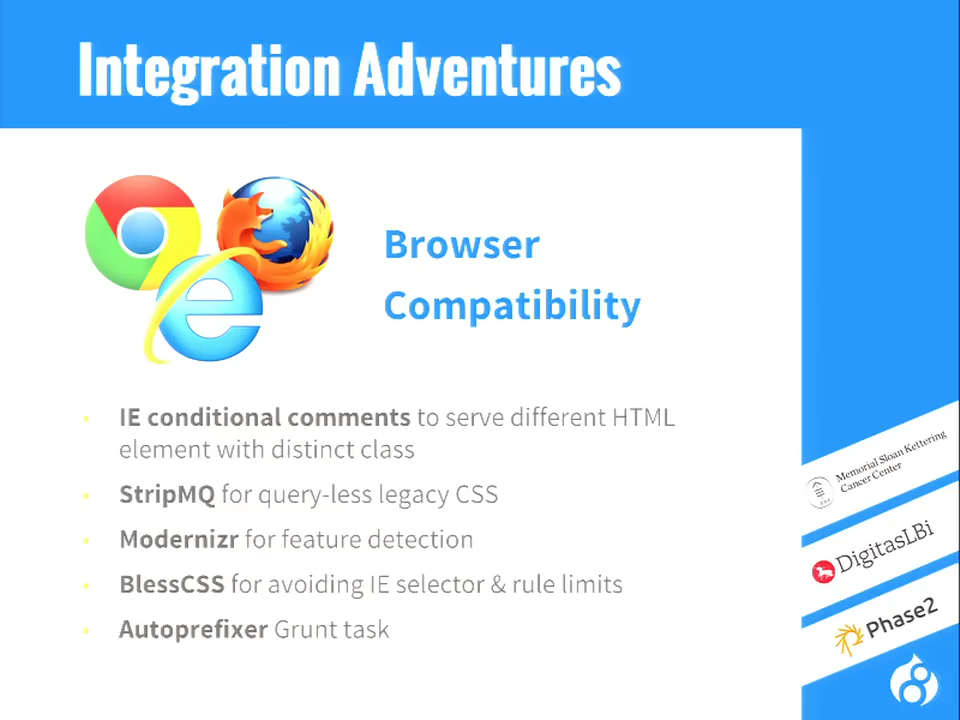 Integration Adventures
Browser
Compatibility
• IE conditional comments to serve different HTML
element with distinct class
• StripMQ for query-less legacy CSS
• Modernizr for feature detection
• BlessCSS for avoiding IE selector & rule limits
• Autoprefixer Grunt task
Memorial Sloan Kettering
Cancer Center
DigitasLBi
Phase2